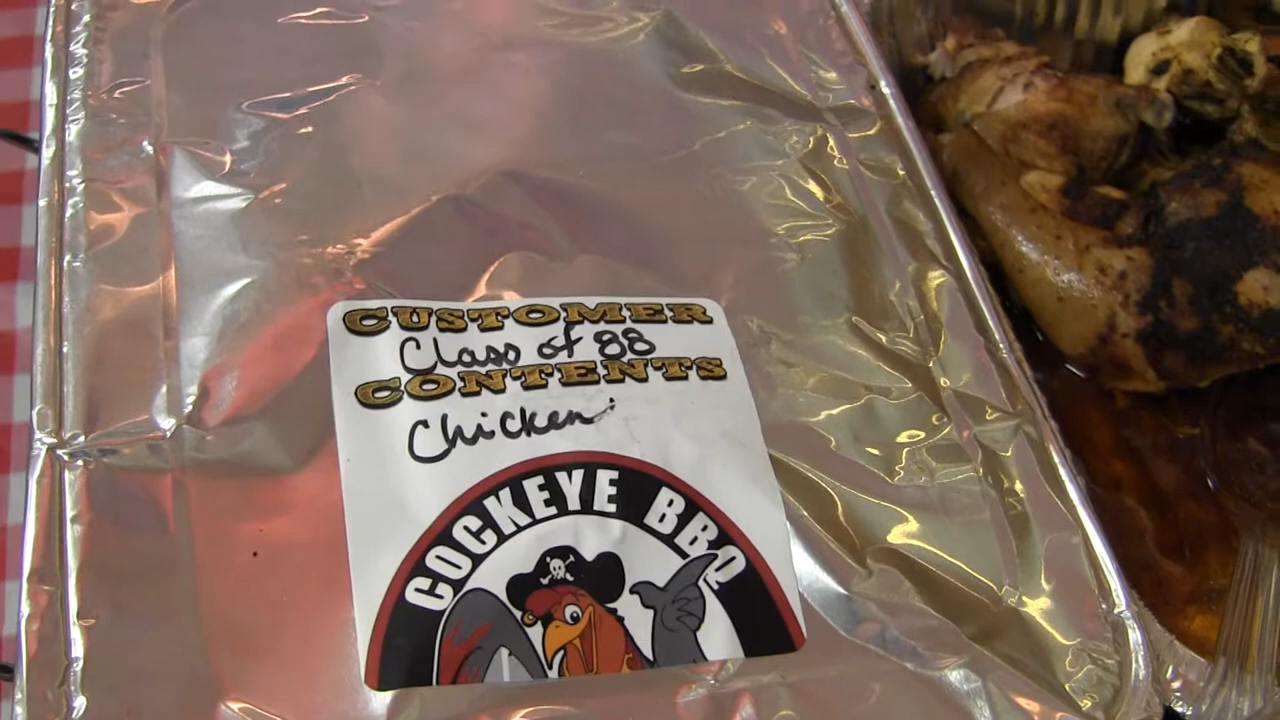 CUSTOMER
Class of 88
CONTENTS
Chicken
COCKEYE BBQ